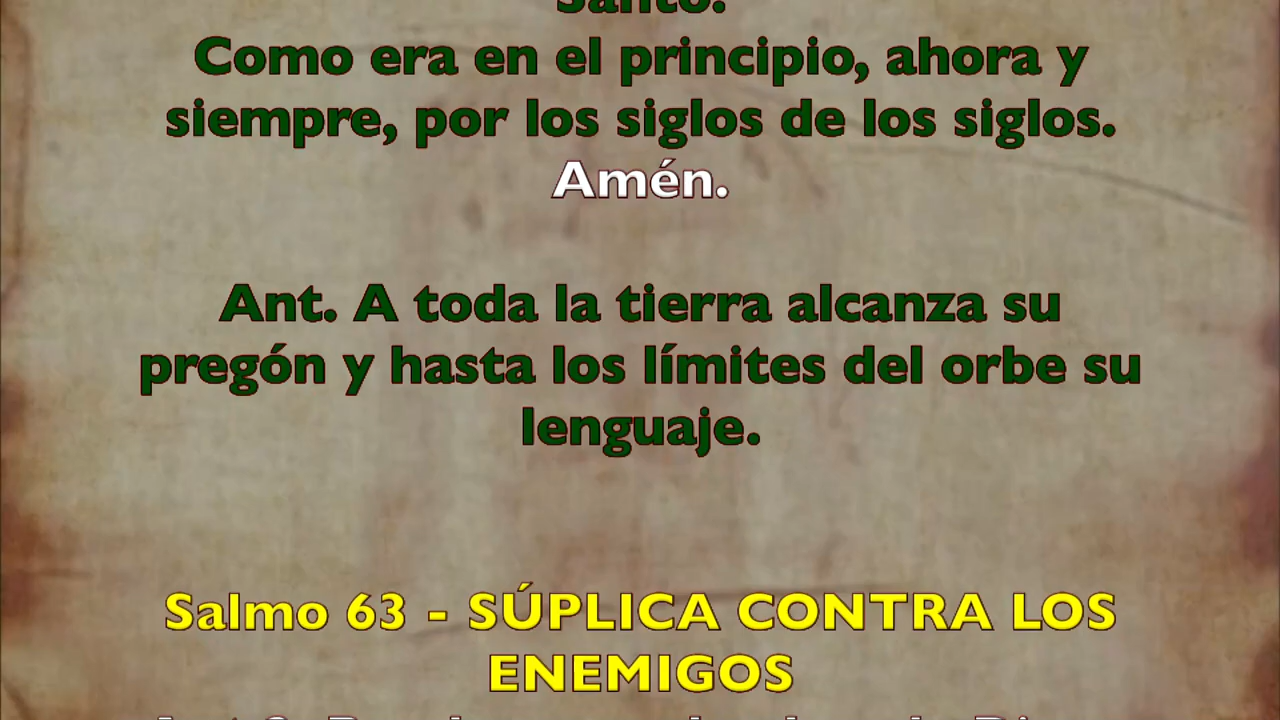 Santo.
Como era en el principio, ahora y
siempre, por los siglos de los siglos.
Amén.
Ant. A toda la tierra alcanza su
pregón y hasta los límites del orbe su
lenguaje.
Salmo 63 - SÚPLICA CONTRA LOS
ENEMIGOS